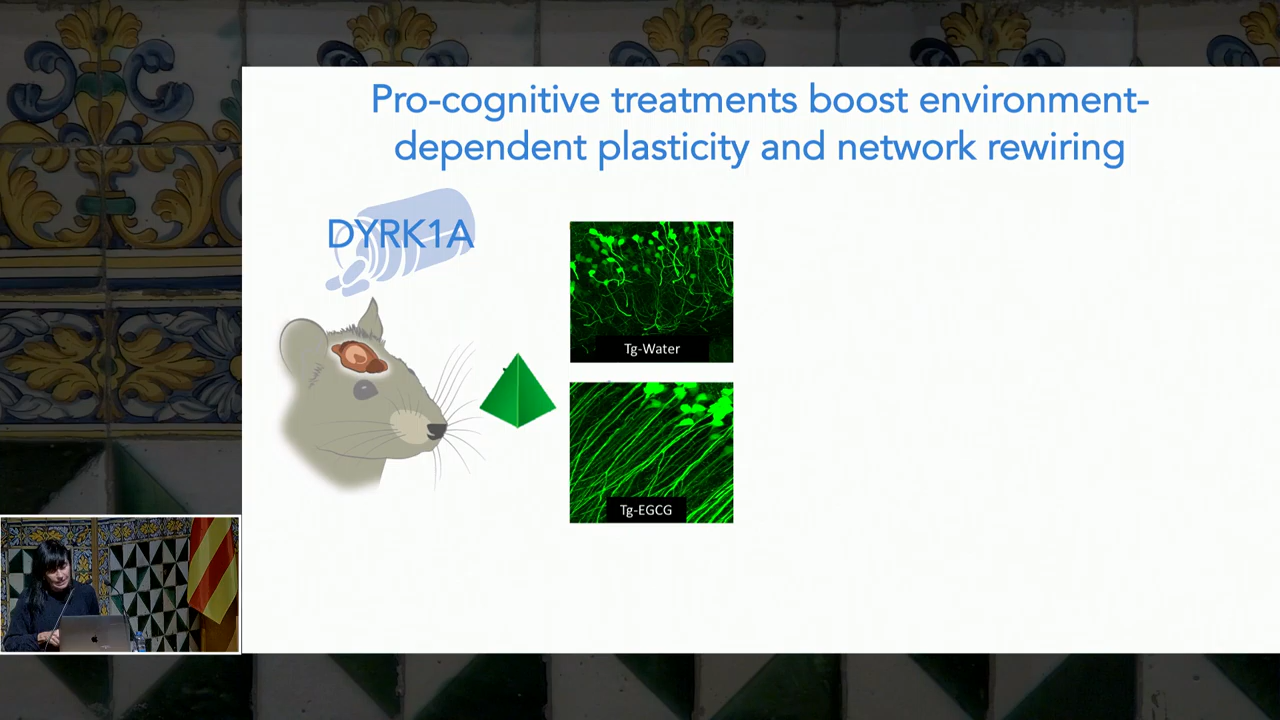 Pro-cognitive treatments boost environment-
dependent plasticity and network rewiring
DYRK1A
Tg-Water
Tg-EGCG